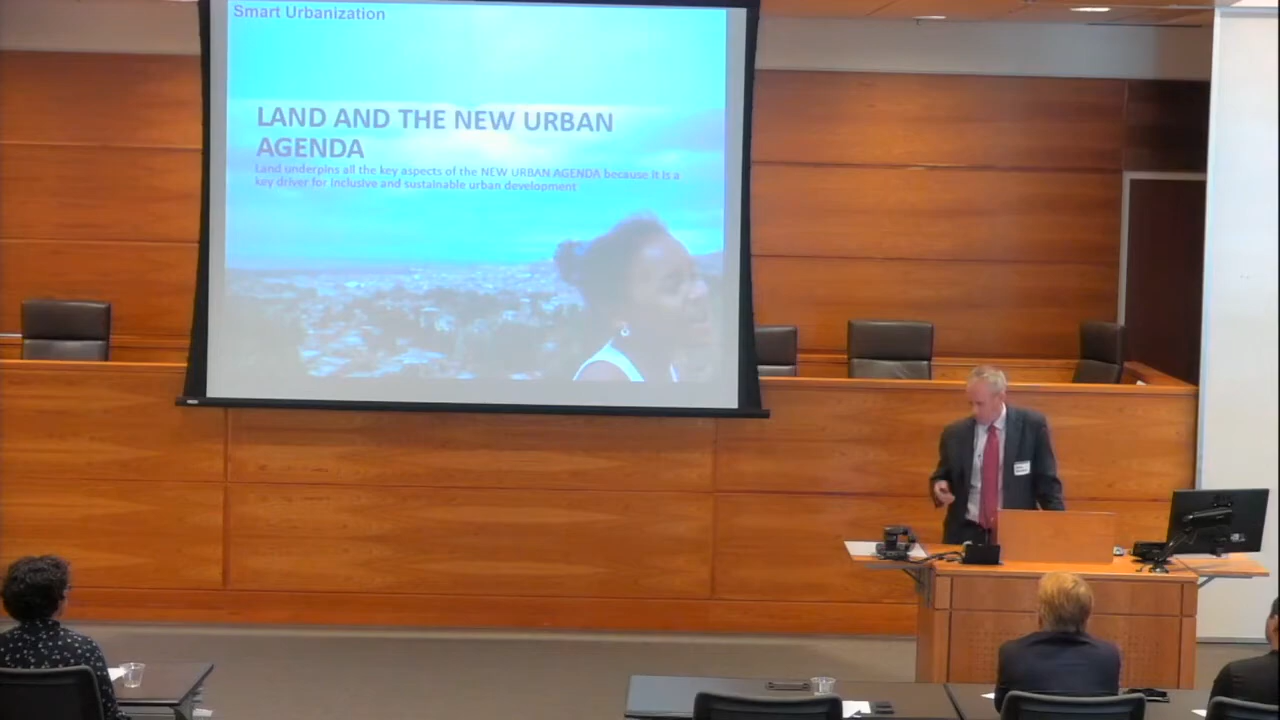 Smart Urbanization
LAND AND THE NEW URBAN
AGENDA
Land underpins all the key aspects of the NEW URBAN AGENDA because it is a
key driver for inclusive and sustainable urban development